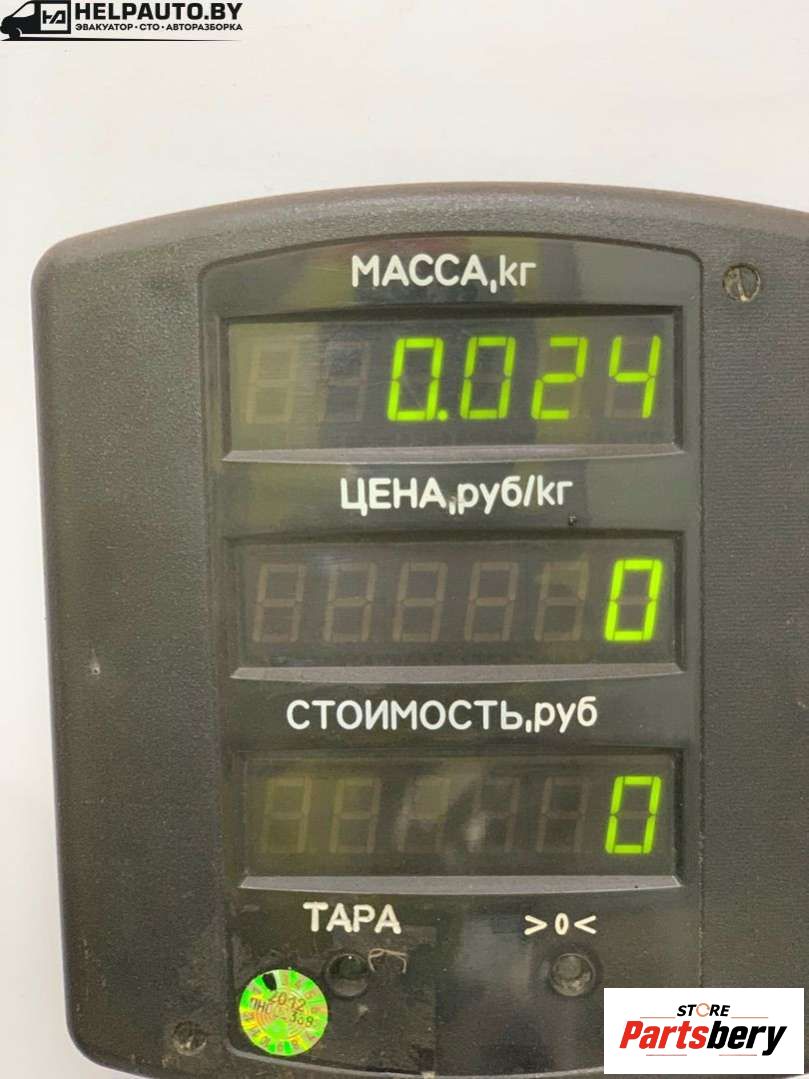 HELPAUTO.BY
ЭВАКУАТОР • СТО • АВТОРАЗБОРКА
МАССА,кг
0.024
ЦЕНА,руб/кг
0
СТОИМОСТЬ,руб
0
ТАРА >0<
2012
STORE
Partsbery